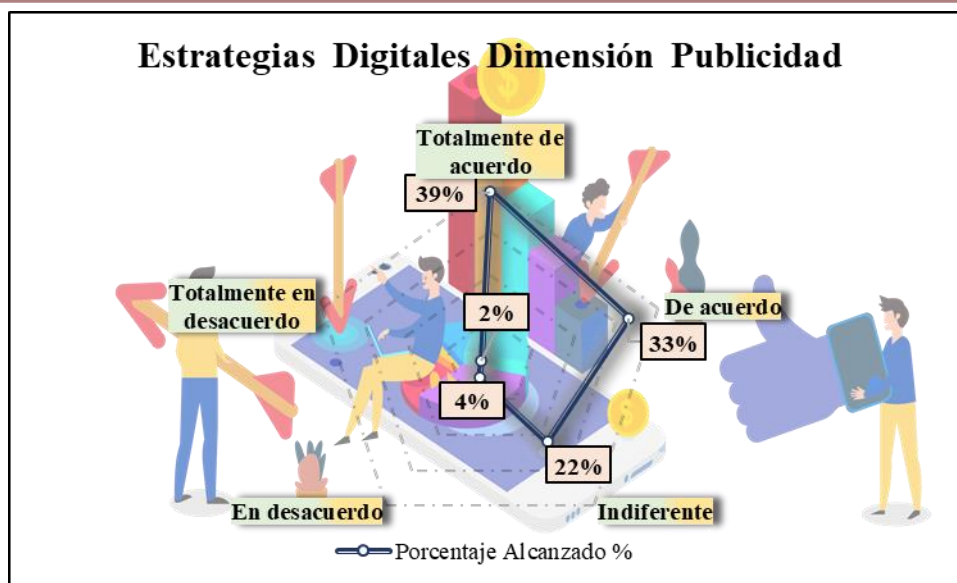 Estrategias Digitales Dimensión Publicidad
Totalmente de
acuerdo
39%
Totalmente en
desacuerdo
2%
De acuerdo
33%
4%
22%
En desacuerdo
Indiferente
Porcentaje Alcanzado %